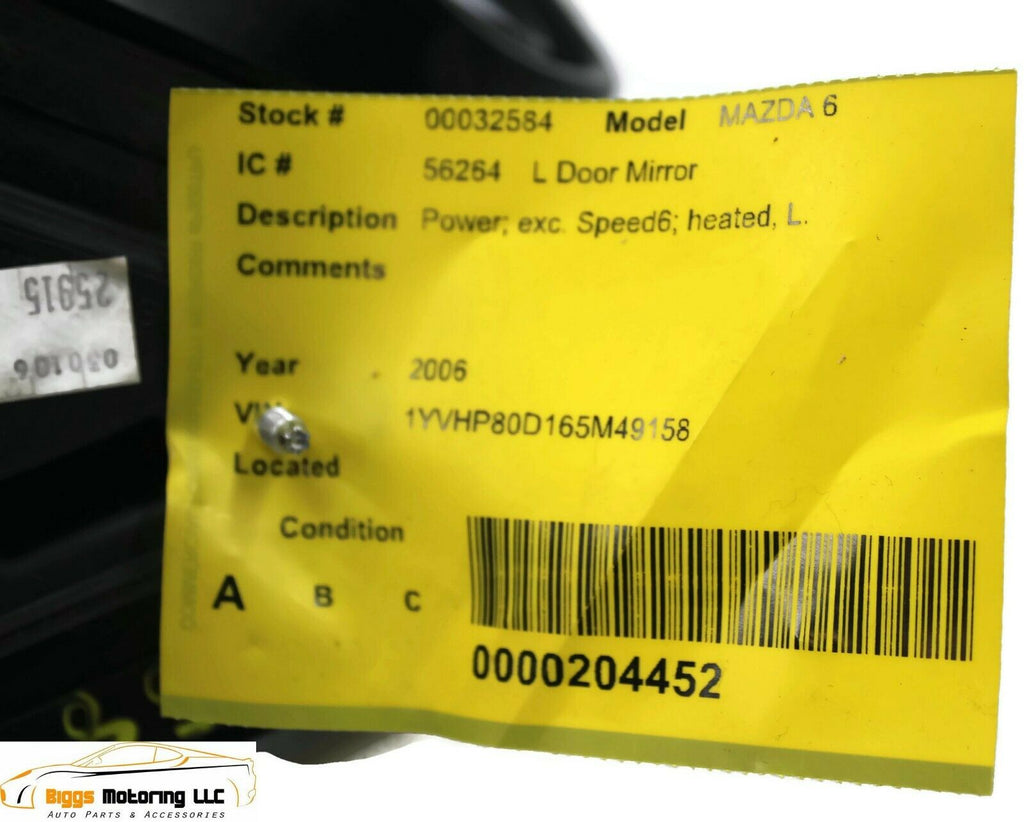 Stock # 00032584 Model MAZDA 6
IC # 56264 L Door Mirror
Description Power; exc. Speed6; heated, L.
Comments
Year 2006
1YVHP80D165M49158
Located
Condition
A B C
0000204452
25915
030106
Biggs Motoring LLC
Auto Parts & Accessories